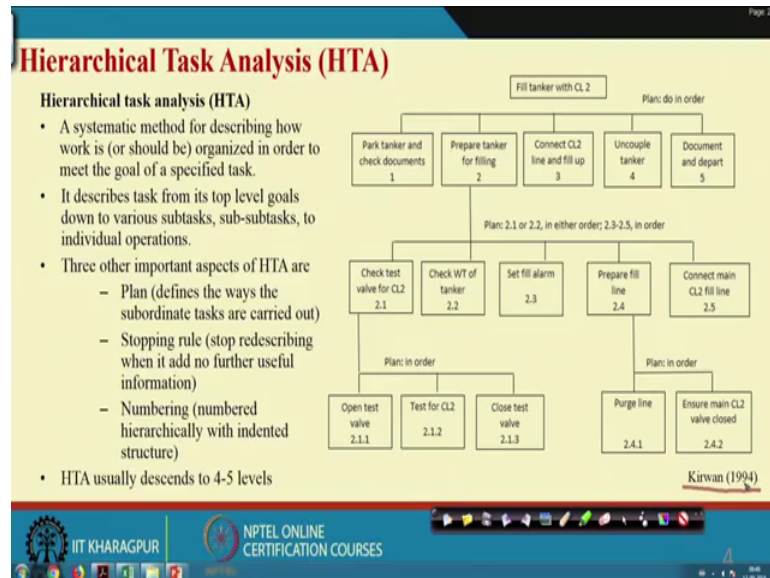 Page: 2
Hierarchical Task Analysis (HTA)
Hierarchical task analysis (HTA)
• A systematic method for describing how
work is (or should be) organized in order to
meet the goal of a specified task.
• It describes task from its top level goals
down to various subtasks, sub-subtasks, to
individual operations.
• Three other important aspects of HTA are
– Plan (defines the ways the
subordinate tasks are carried out)
– Stopping rule (stop redescribing
when it add no further useful
information)
– Numbering (numbered
hierarchically with indented
structure)
• HTA usually descends to 4-5 levels
Fill tanker with CL 2
Plan: do in order
Park tanker and
check documents
1
Prepare tanker
for filling
2
Connect CL2
line and fill up
3
Uncouple
tanker
4
Document
and depart
5
Plan: 2.1 or 2.2, in either order; 2.3-2.5, in order
Check test
valve for CL2
2.1
Check WT of
tanker
2.2
Set fill alarm
2.3
Prepare fill
line
2.4
Connect main
CL2 fill line
2.5
Plan: in order
Open test
valve
2.1.1
Test for CL2
2.1.2
Close test
valve
2.1.3
Plan: in order
Purge line
2.4.1
Ensure main CL2
valve closed
2.4.2
Kirwan (1994)
IIT KHARAGPUR
NPTEL ONLINE
CERTIFICATION COURSES
4